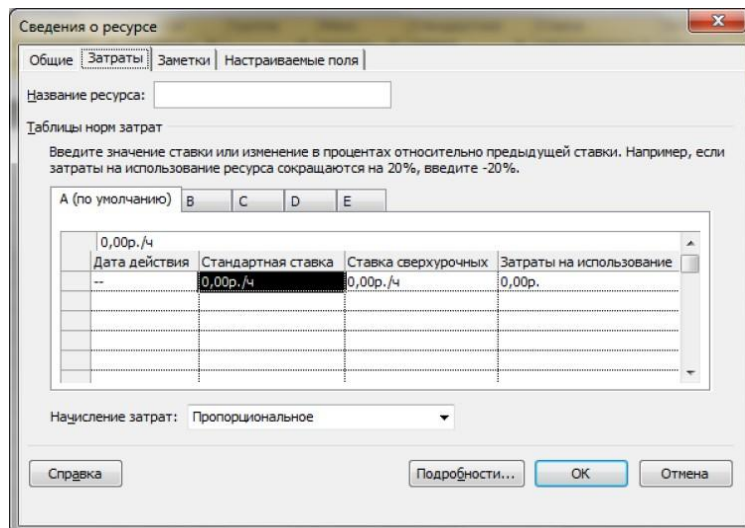 Сведения о ресурсе
Общие Затраты Заметки Настраиваемые поля
Название ресурса:
Таблицы норм затрат
Введите значение ставки или изменение в процентах относительно предыдущей ставки. Например, если
затраты на использование ресурса сокращаются на 20%, введите -20%.
А (по умолчанию) B C D E
0,00р./ч
Дата действия Стандартная ставка Ставка сверхурочных Затраты на использование
-- 0,00р./ч 0,00р./ч 0,00р.
Начисление затрат: Пропорциональное
Справка Подробности... ОК Отмена